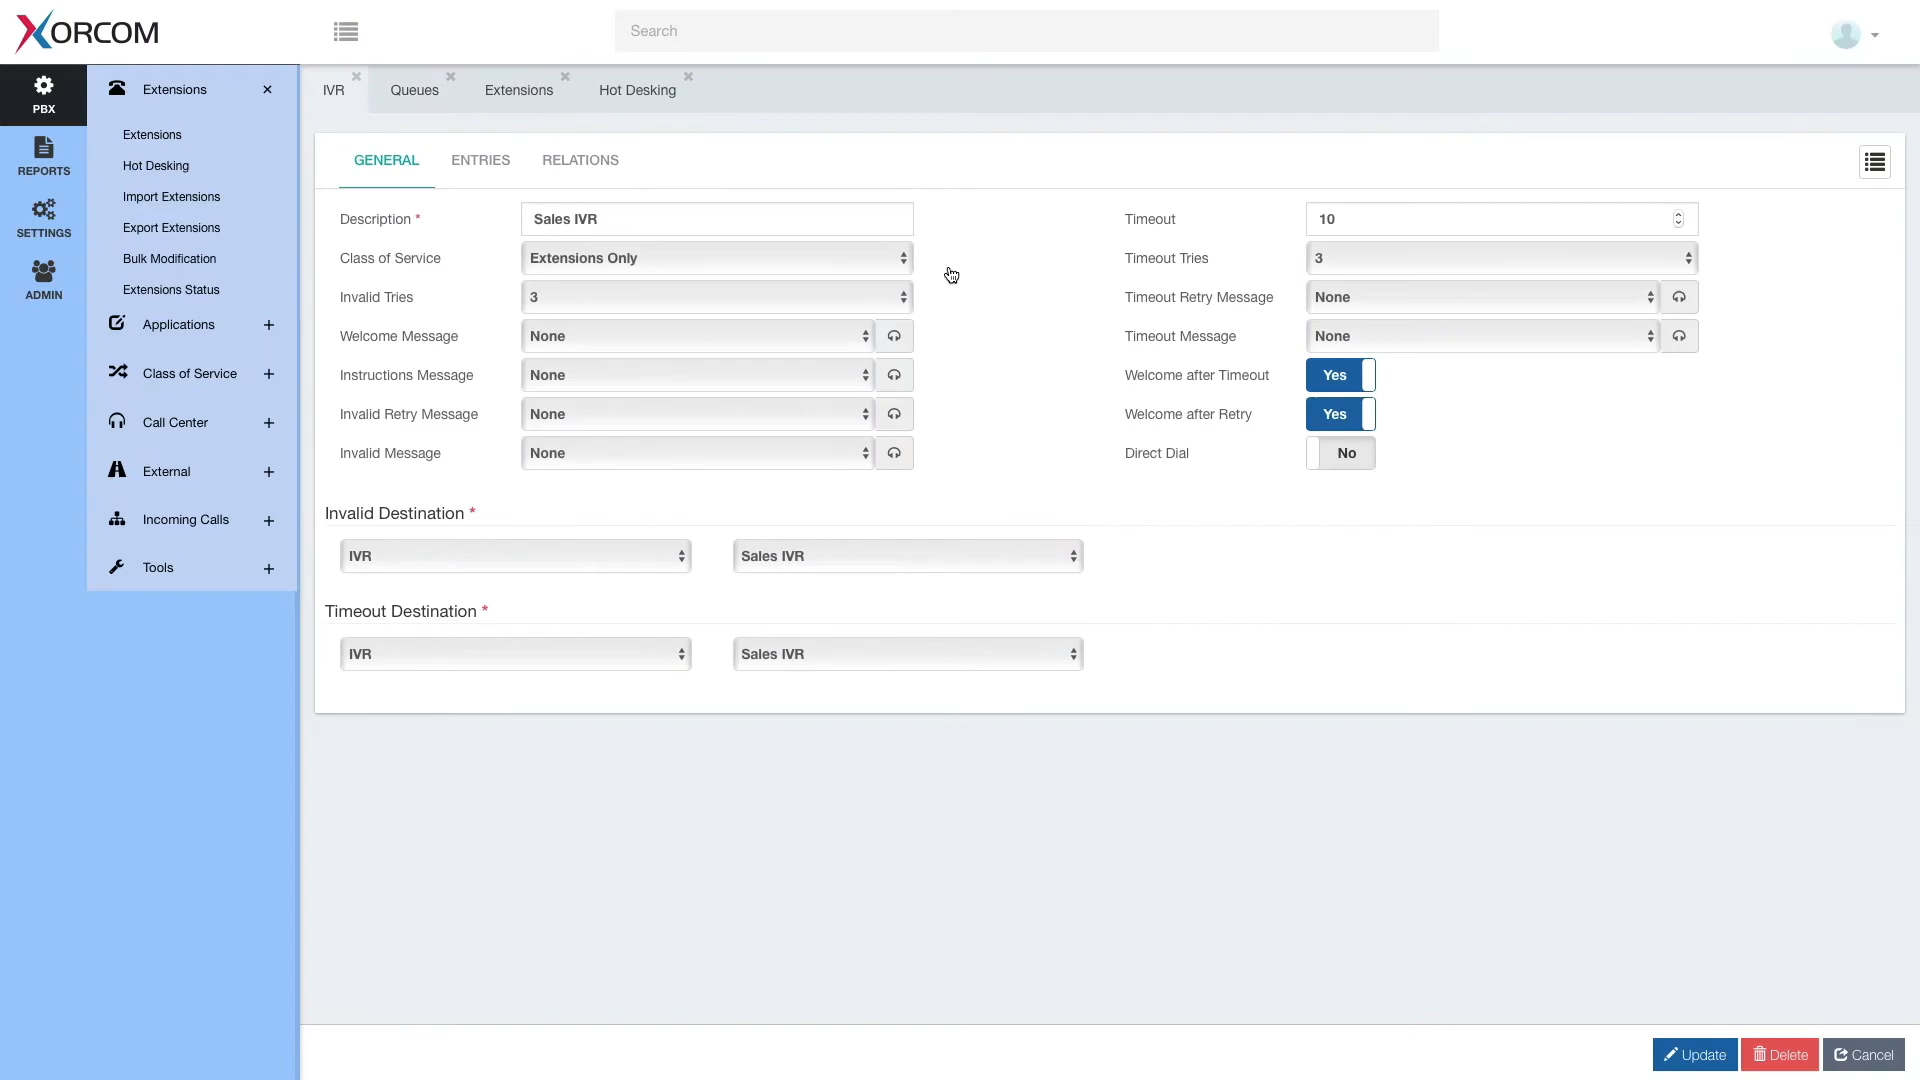 XORCOM
Search
PBX
REPORTS
SETTINGS
ADMIN
Extensions
Extensions
Hot Desking
Import Extensions
Export Extensions
Bulk Modification
Extensions Status
Applications
Class of Service
Call Center
External
Incoming Calls
Tools
IVR Queues Extensions Hot Desking
GENERAL ENTRIES RELATIONS
Description * Sales IVR
Class of Service Extensions Only
Invalid Tries 3
Welcome Message None
Instructions Message None
Invalid Retry Message None
Invalid Message None
Timeout 10
Timeout Tries 3
Timeout Retry Message None
Timeout Message None
Welcome after Timeout Yes
Welcome after Retry Yes
Direct Dial No
Invalid Destination *
IVR Sales IVR
Timeout Destination *
IVR Sales IVR
Update Delete Cancel